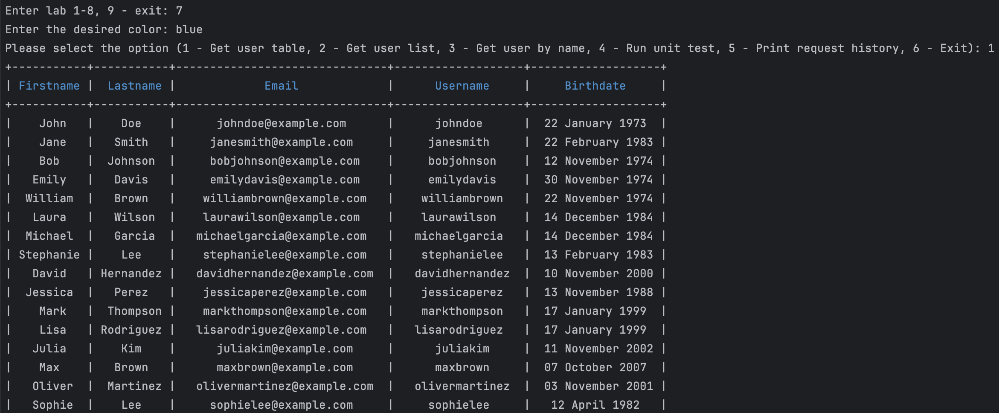 Enter lab 1-8, 9 - exit: 7
Enter the desired color: blue
Please select the option (1 - Get user table, 2 - Get user list, 3 - Get user by name, 4 - Run unit test, 5 - Print request history, 6 - Exit): 1
+-----------+-----------+-------------------------------+-------------------+-------------------+
| Firstname |  Lastname |             Email             |      Username     |     Birthdate     |
+-----------+-----------+-------------------------------+-------------------+-------------------+
|    John   |    Doe    |      johndoe@example.com      |      johndoe      |  22 January 1973  |
|    Jane   |   Smith   |     janesmith@example.com     |     janesmith     |  22 February 1983 |
|    Bob    |  Johnson  |     bobjohnson@example.com    |     bobjohnson    |  12 November 1974 |
|   Emily   |   Davis   |     emilydavis@example.com    |     emilydavis    |  30 November 1974 |
|  William  |   Brown   |    williambrown@example.com   |    williambrown   |  22 November 1974 |
|   Laura   |   Wilson  |    laurawilson@example.com    |    laurawilson    |  14 December 1984 |
|  Michael  |   Garcia  |   michaelgarcia@example.com   |   michaelgarcia   |  14 December 1984 |
| Stephanie |    Lee    |    stephanielee@example.com   |    stephanielee   |  13 February 1983 |
|   David   | Hernandez |   davidhernandez@example.com  |   davidhernandez  |  10 November 2000 |
|  Jessica  |   Perez   |    jessicaperez@example.com   |    jessicaperez   |  13 November 1988 |
|    Mark   |  Thompson |    markthompson@example.com   |    markthompson   |  17 January 1999  |
|    Lisa   | Rodriguez |   lisarodriguez@example.com   |   lisarodriguez   |  17 January 1999  |
|   Julia   |    Kim    |      juliakim@example.com     |      juliakim     |  11 November 2002 |
|    Max    |   Brown   |      maxbrown@example.com     |      maxbrown     |  07 October 2007  |
|   Oliver  |  Martinez |   olivermartinez@example.com  |   olivermartinez  |  03 November 2001 |
|   Sophie  |    Lee    |     sophielee@example.com     |     sophielee     |   12 April 1982   |